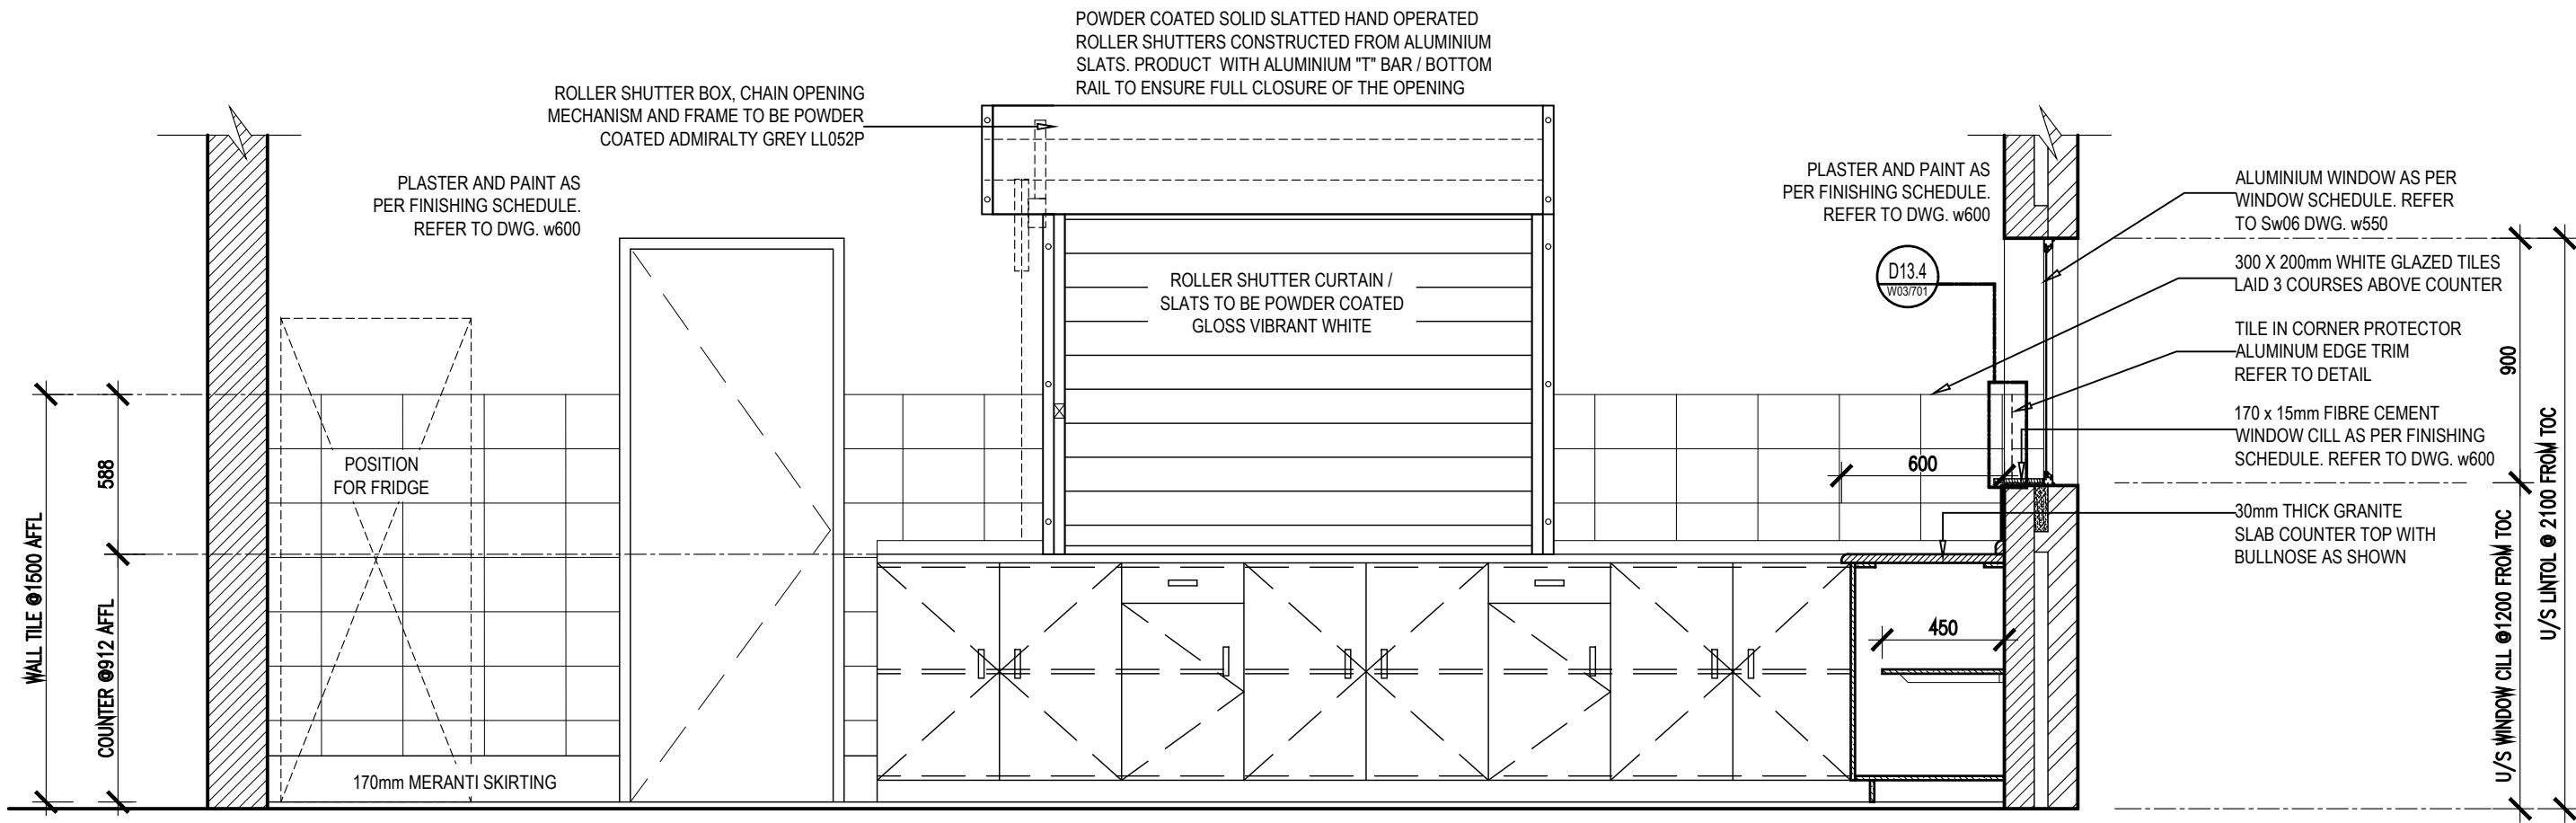 POWDER COATED SOLID SLATTED HAND OPERATED
ROLLER SHUTTERS CONSTRUCTED FROM ALUMINIUM
SLATS. PRODUCT WITH ALUMINIUM "T" BAR / BOTTOM
RAIL TO ENSURE FULL CLOSURE OF THE OPENING
ROLLER SHUTTER BOX, CHAIN OPENING
MECHANISM AND FRAME TO BE POWDER
COATED ADMIRALTY GREY LL052P
PLASTER AND PAINT AS
PER FINISHING SCHEDULE.
REFER TO DWG. w600
PLASTER AND PAINT AS
PER FINISHING SCHEDULE.
REFER TO DWG. w600
ALUMINIUM WINDOW AS PER
WINDOW SCHEDULE. REFER
TO Sw06 DWG. w550
D13.4
W03/701
300 X 200mm WHITE GLAZED TILES
LAID 3 COURSES ABOVE COUNTER
ROLLER SHUTTER CURTAIN /
SLATS TO BE POWDER COATED
GLOSS VIBRANT WHITE
TILE IN CORNER PROTECTOR
ALUMINUM EDGE TRIM
REFER TO DETAIL
170 x 15mm FIBRE CEMENT
WINDOW CILL AS PER FINISHING
SCHEDULE. REFER TO DWG. w600
POSITION
FOR FRIDGE
600
30mm THICK GRANITE
SLAB COUNTER TOP WITH
BULLNOSE AS SHOWN
450
170mm MERANTI SKIRTING
WALL TILE @1500 AFFL
588
COUNTER @912 AFFL
900
U/S WINDOW CILL @1200 FROM TOC
U/S LINTOL @ 2100 FROM TOC